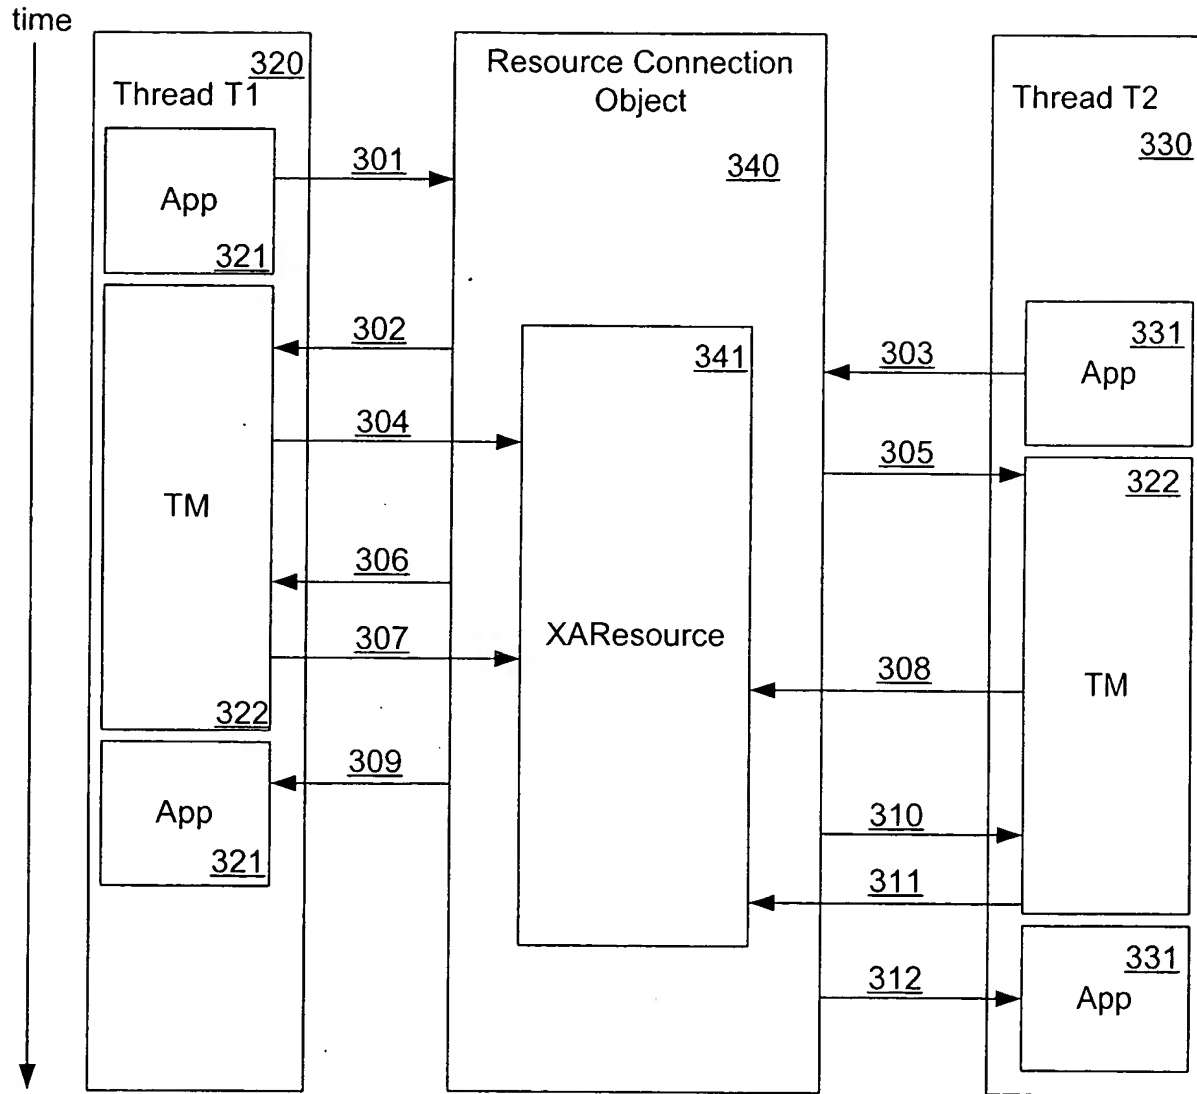 time
320
Thread T1
App
321
301
Resource Connection
Object
340
Thread T2
330
302
341
303
331
App
304
305
322
TM
306
XAResource
307
308
TM
322
309
App
321
310
311
312
331
App